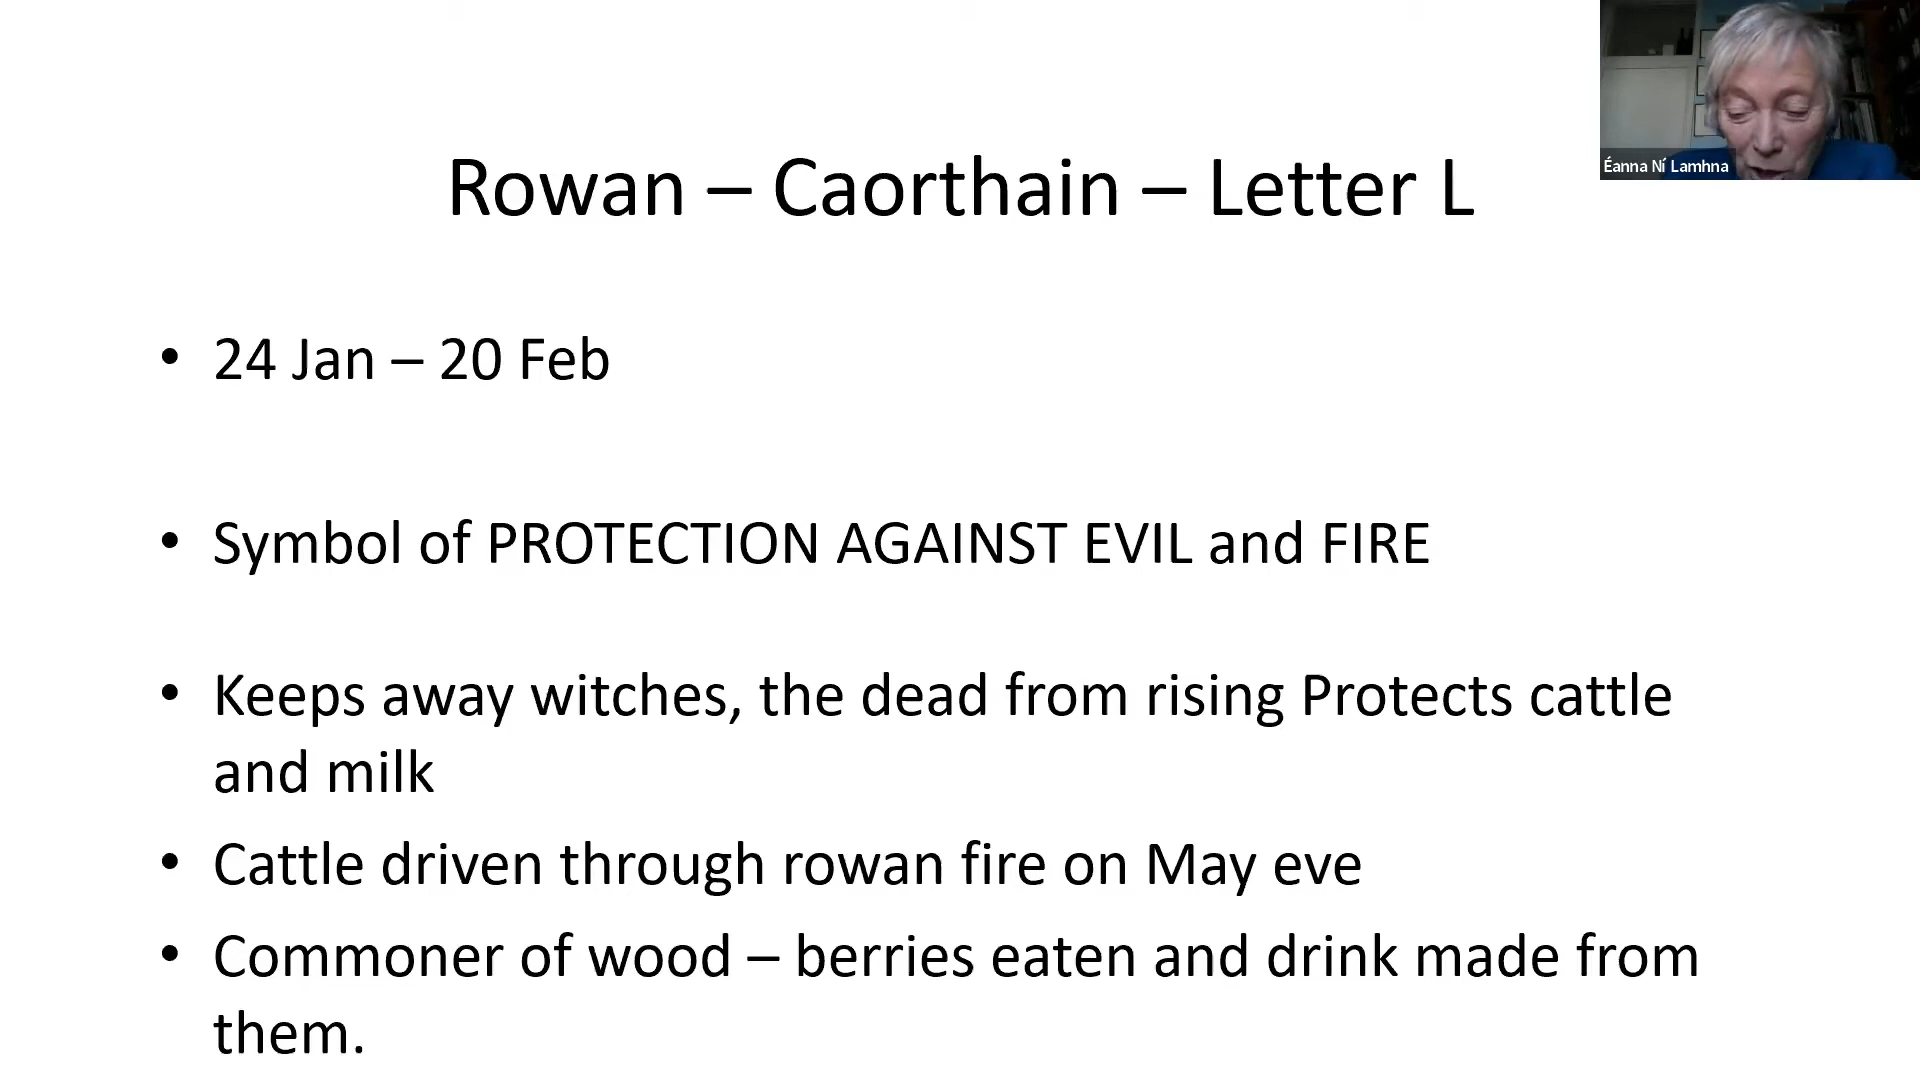 Rowan – Caorthain – Letter L
Éanna Ní Lamhna
• 24 Jan – 20 Feb
• Symbol of PROTECTION AGAINST EVIL and FIRE
• Keeps away witches, the dead from rising Protects cattle
and milk
• Cattle driven through rowan fire on May eve
• Commoner of wood – berries eaten and drink made from
them.